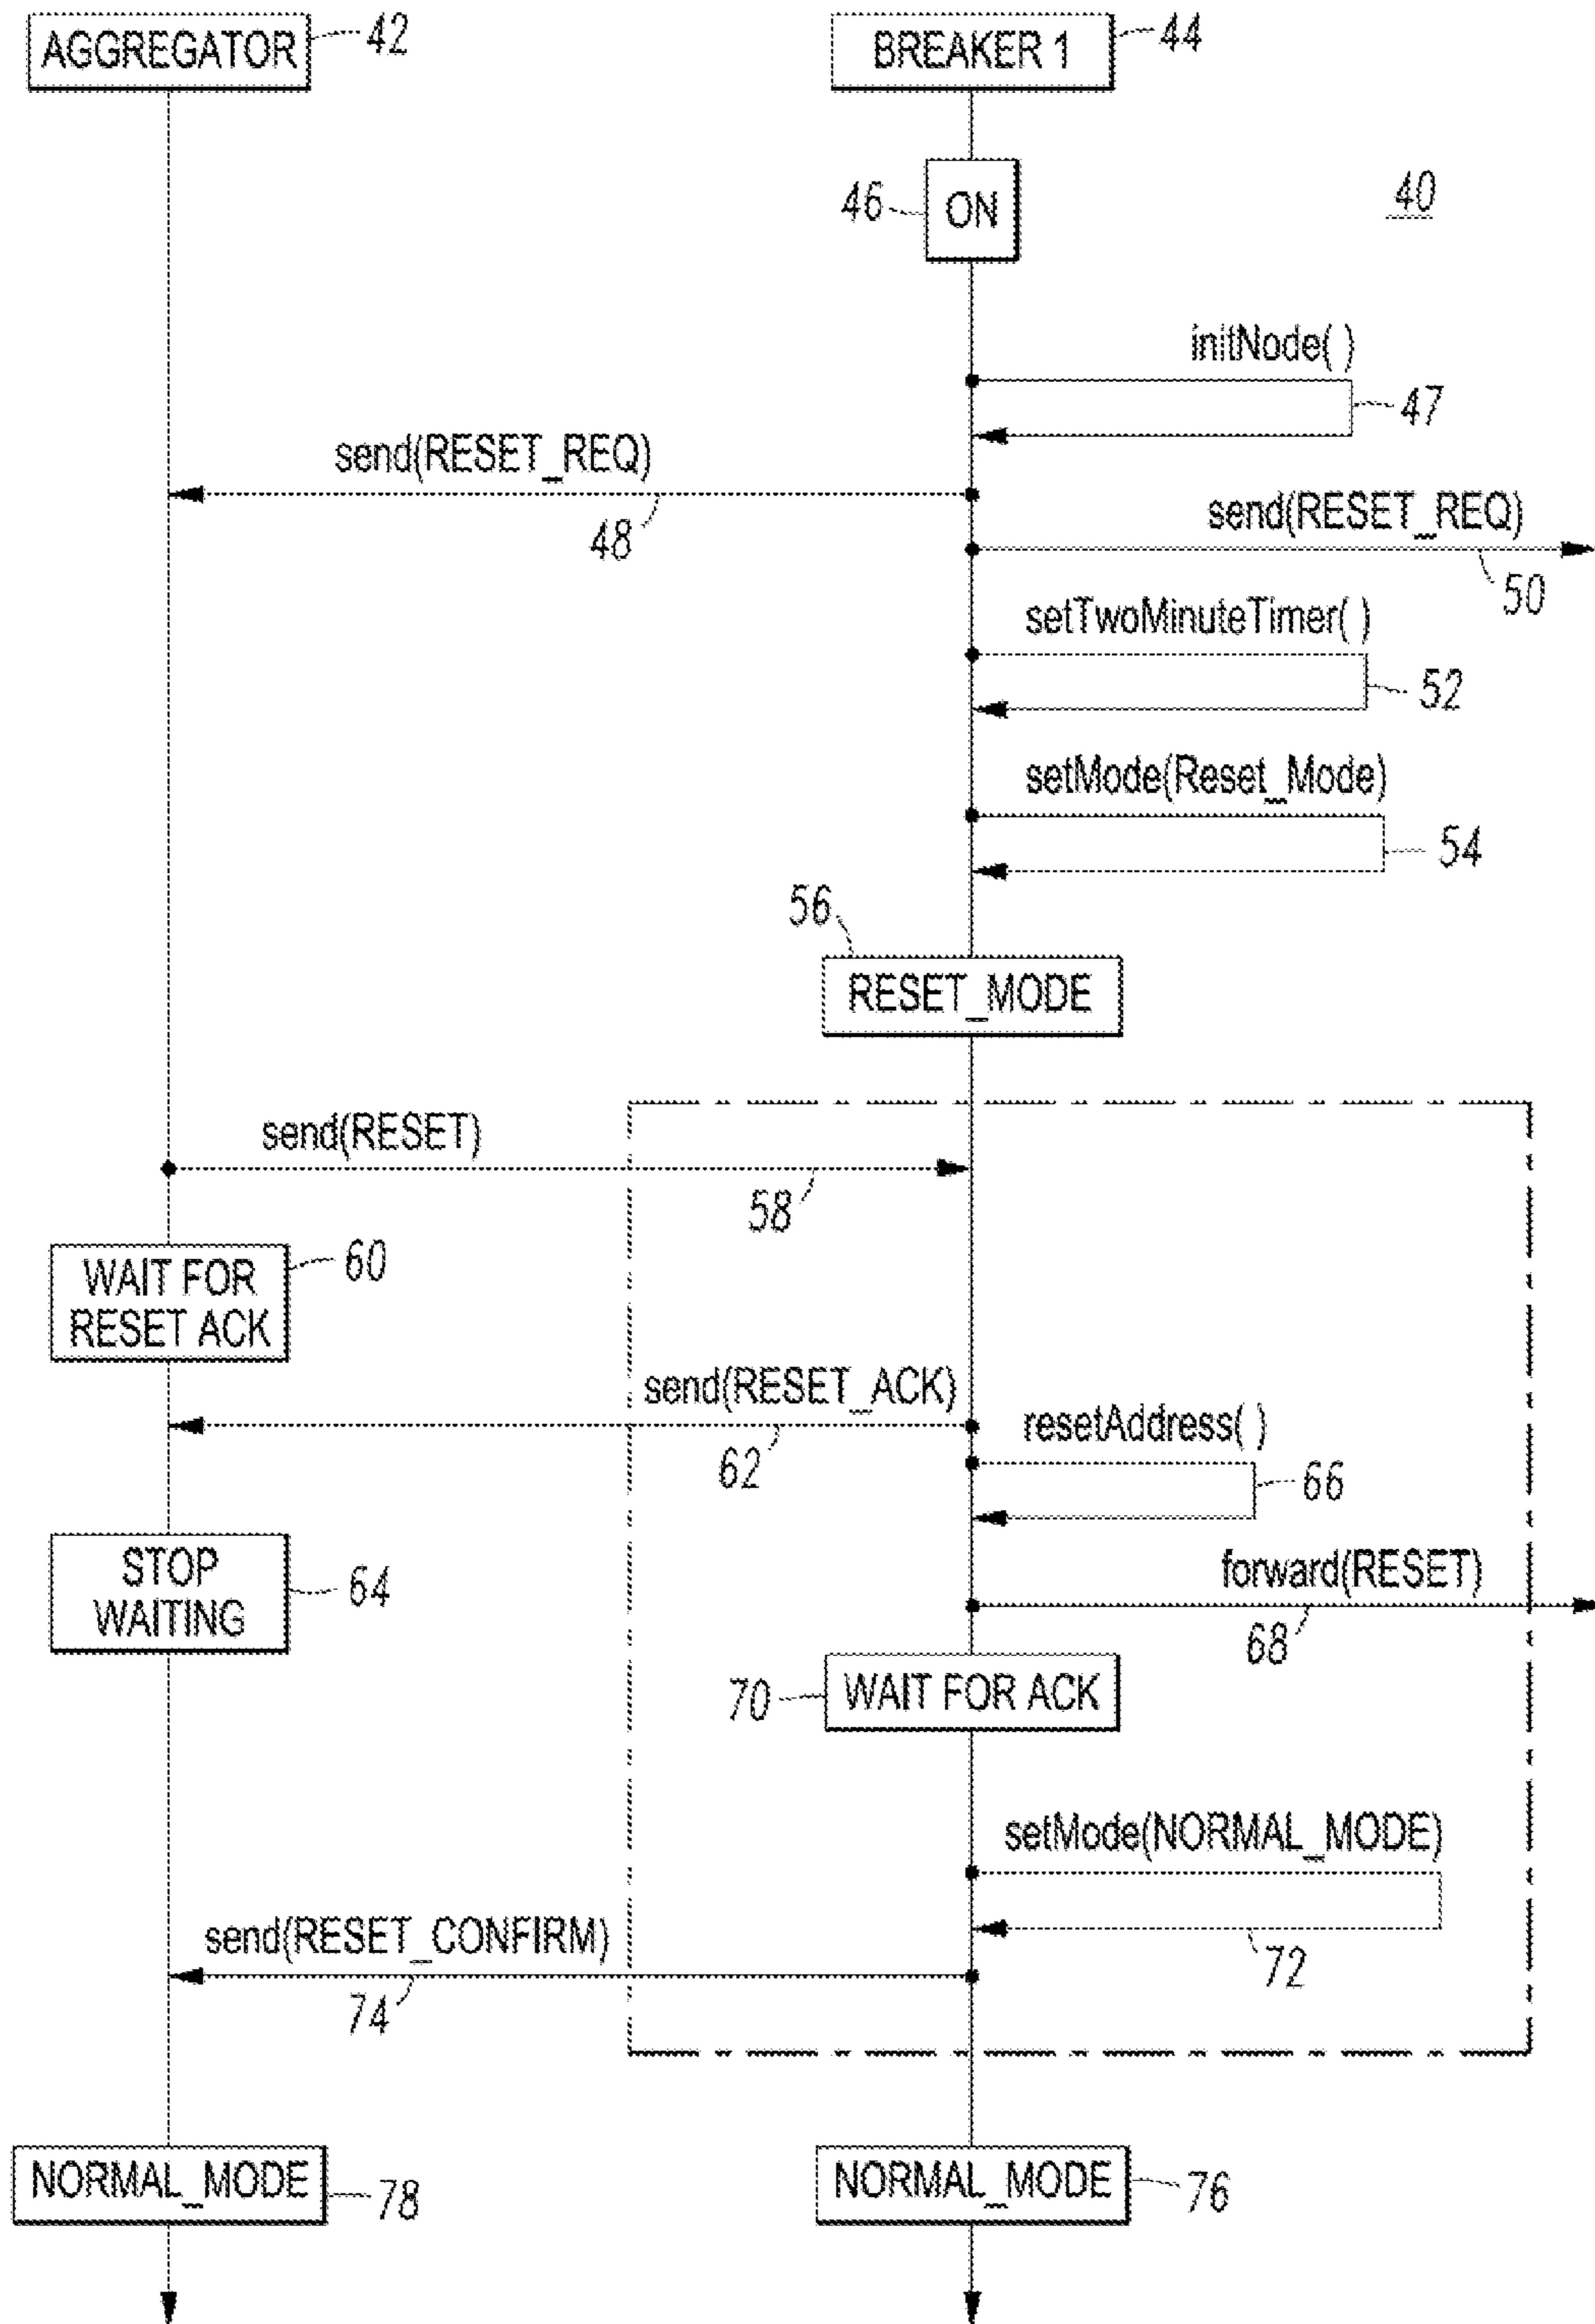 AGGREGATOR
42
BREAKER 1
44
46
ON
40
initNode( )
47
send(RESET_REQ)
48
send(RESET_REQ)
50
setTwoMinuteTimer( )
52
setMode(Reset_Mode)
54
56
RESET_MODE
send(RESET)
58
WAIT FOR
RESET ACK
60
send(RESET_ACK)
62
resetAddress( )
66
STOP
WAITING
64
forward(RESET)
68
70
WAIT FOR ACK
setMode(NORMAL_MODE)
72
send(RESET_CONFIRM)
74
NORMAL_MODE
78
NORMAL_MODE
76